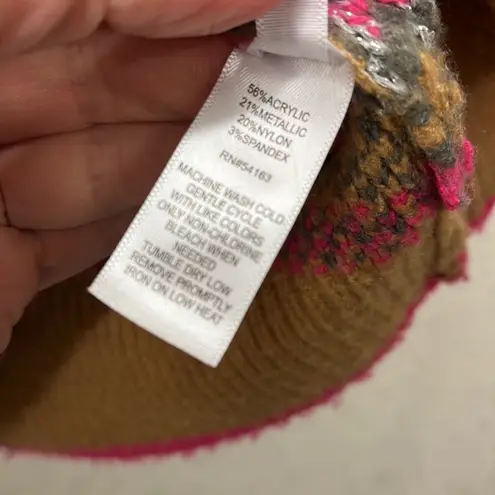 56%ACRYLIC
21%METALLIC
20%NYLON
3%SPANDEX
RN#54163
MACHINE WASH COLD
GENTLE CYCLE
WITH LIKE COLORS
ONLY NON-CHLORINE
BLEACH WHEN
NEEDED
TUMBLE DRY LOW
REMOVE PROMPTLY
IRON ON LOW HEAT